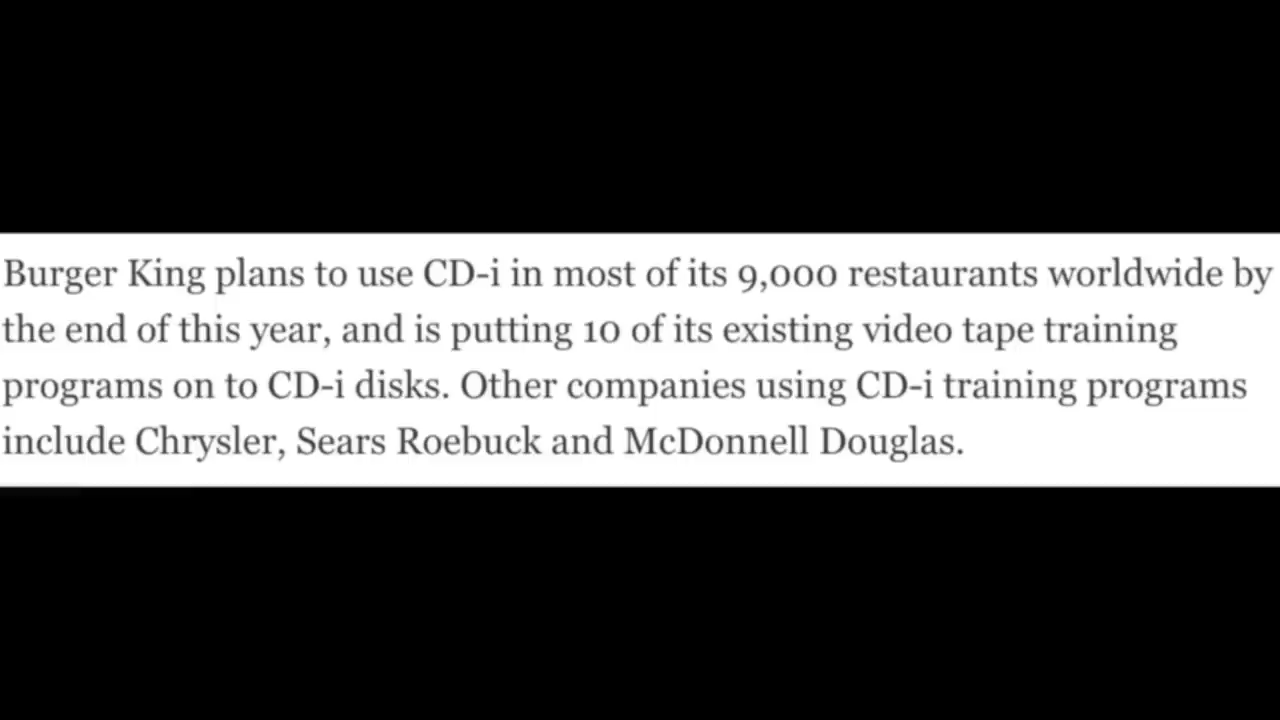 Burger King plans to use CD-i in most of its 9,000 restaurants worldwide by
the end of this year, and is putting 10 of its existing video tape training
programs on to CD-i disks. Other companies using CD-i training programs
include Chrysler, Sears Roebuck and McDonnell Douglas.